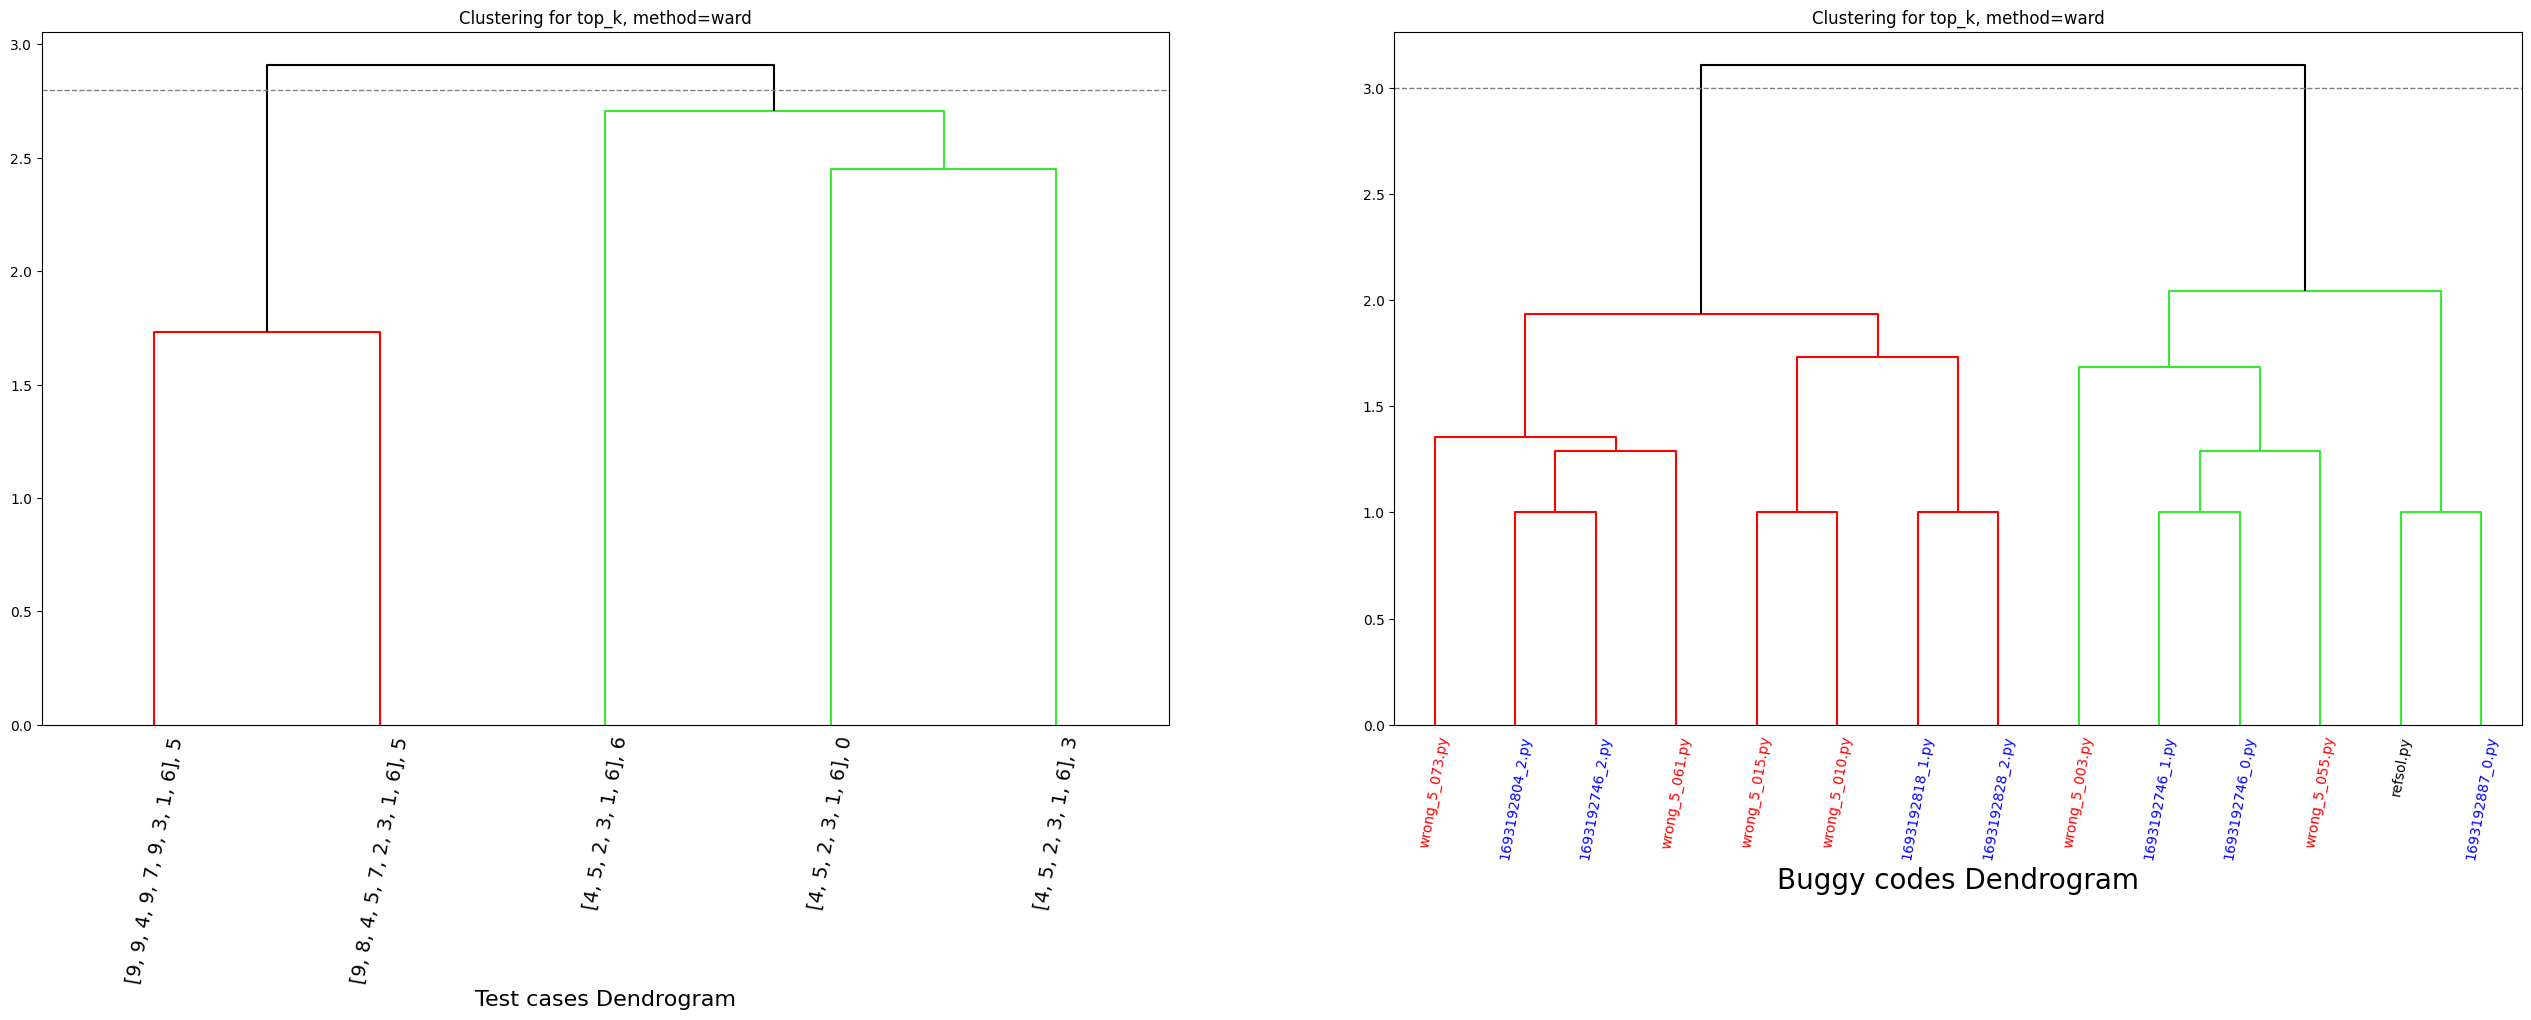 Clustering for top_k, method=ward
3.0
2.5
2.0
1.5
1.0
0.5
0.0
[9, 9, 4, 9, 7, 9, 3, 1, 6], 5
[9, 8, 4, 5, 7, 2, 3, 1, 6], 5
[4, 5, 2, 3, 1, 6], 6
[4, 5, 2, 3, 1, 6], 0
[4, 5, 2, 3, 1, 6], 3
Test cases Dendrogram
Clustering for top_k, method=ward
3.0
2.5
2.0
1.5
1.0
0.5
0.0
wrong_5_073.py
1693192804_2.py
1693192746_2.py
wrong_5_061.py
wrong_5_015.py
wrong_5_010.py
1693192818_1.py
1693192828_2.py
wrong_5_003.py
1693192746_1.py
1693192746_0.py
wrong_5_055.py
refsol.py
1693192887_0.py
Buggy codes Dendrogram